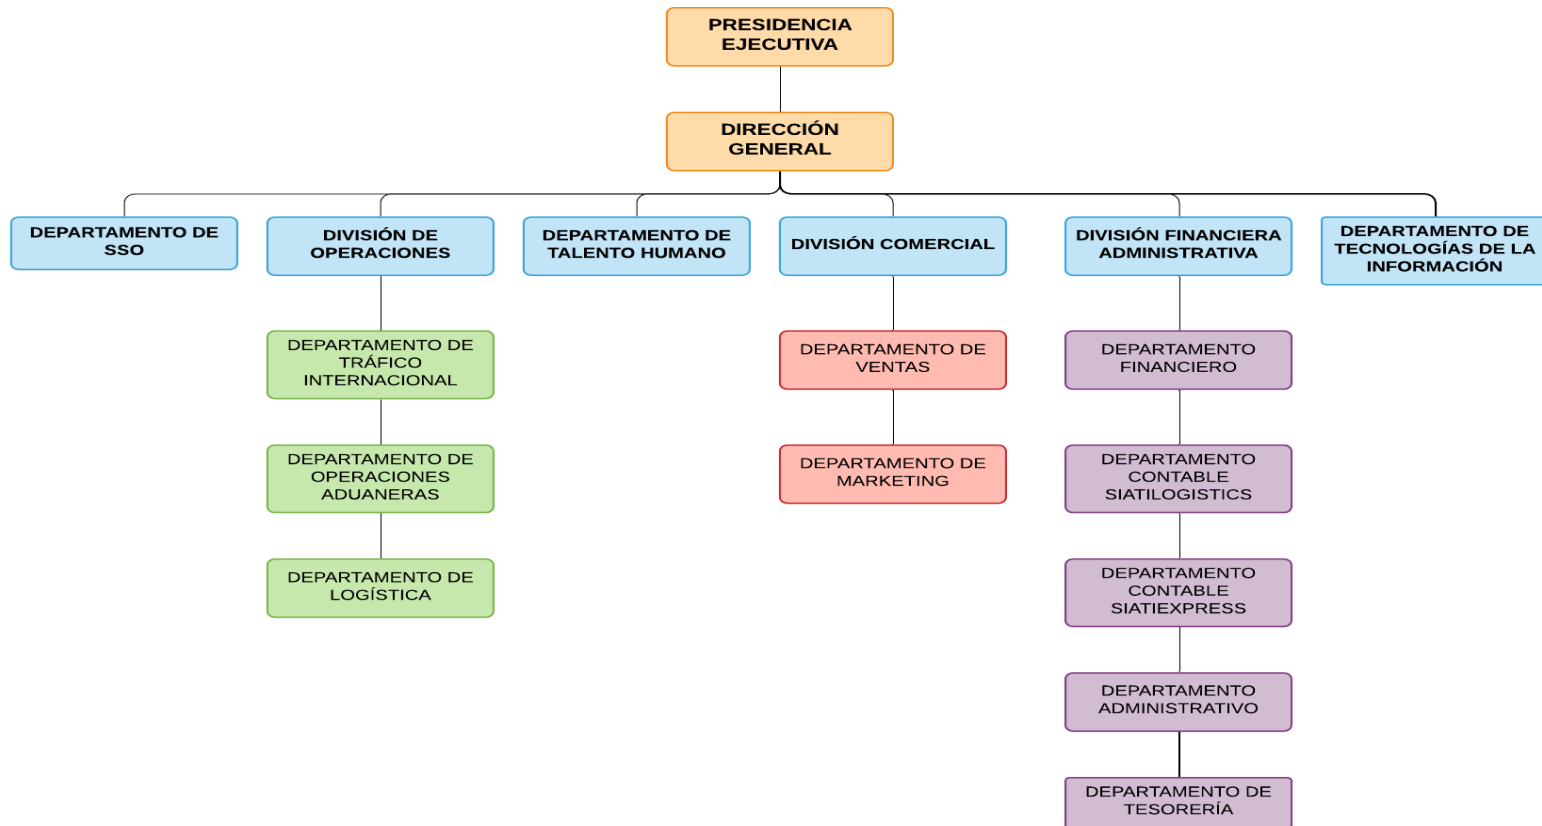 PRESIDENCIA
EJECUTIVA
DIRECCIÓN
GENERAL
DEPARTAMENTO DE
SSO
DIVISIÓN DE
OPERACIONES
DEPARTAMENTO DE
TALENTO HUMANO
DIVISIÓN COMERCIAL
DIVISIÓN FINANCIERA
ADMINISTRATIVA
DEPARTAMENTO DE
TECNOLOGÍAS DE LA
INFORMACIÓN
DEPARTAMENTO DE
TRÁFICO
INTERNACIONAL
DEPARTAMENTO DE
OPERACIONES
ADUANERAS
DEPARTAMENTO DE
LOGÍSTICA
DEPARTAMENTO DE
VENTAS
DEPARTAMENTO DE
MARKETING
DEPARTAMENTO
FINANCIERO
DEPARTAMENTO
CONTABLE
SIATILOGISTICS
DEPARTAMENTO
CONTABLE
SIATIEXPRESS
DEPARTAMENTO
ADMINISTRATIVO
DEPARTAMENTO DE
TESORERÍA